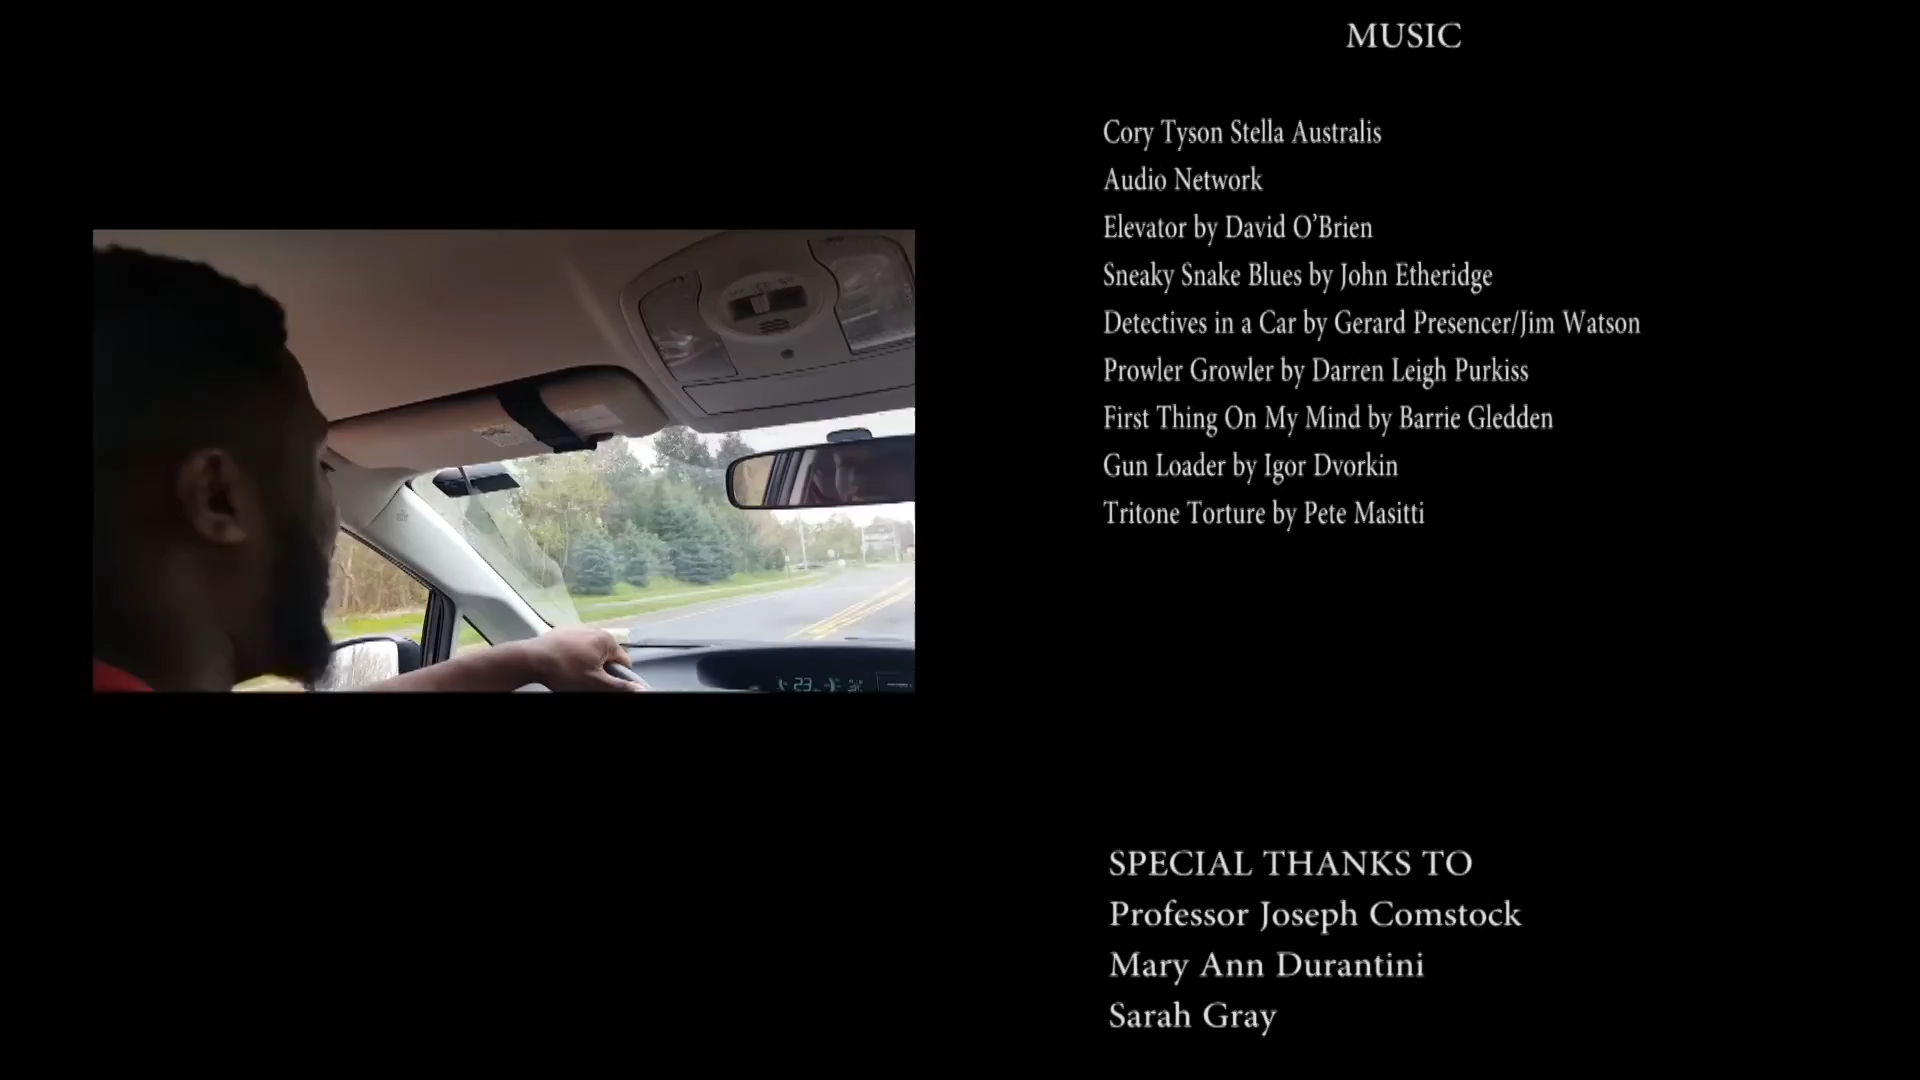 MUSIC
Cory Tyson Stella Australis
Audio Network
Elevator by David O’Brien
Sneaky Snake Blues by John Etheridge
Detectives in a Car by Gerard Presencer/Jim Watson
Prowler Growler by Darren Leigh Purkiss
First Thing On My Mind by Barrie Gledden
Gun Loader by Igor Dvorkin
Tritone Torture by Pete Masitti
23
SPECIAL THANKS TO
Professor Joseph Comstock
Mary Ann Durantini
Sarah Gray